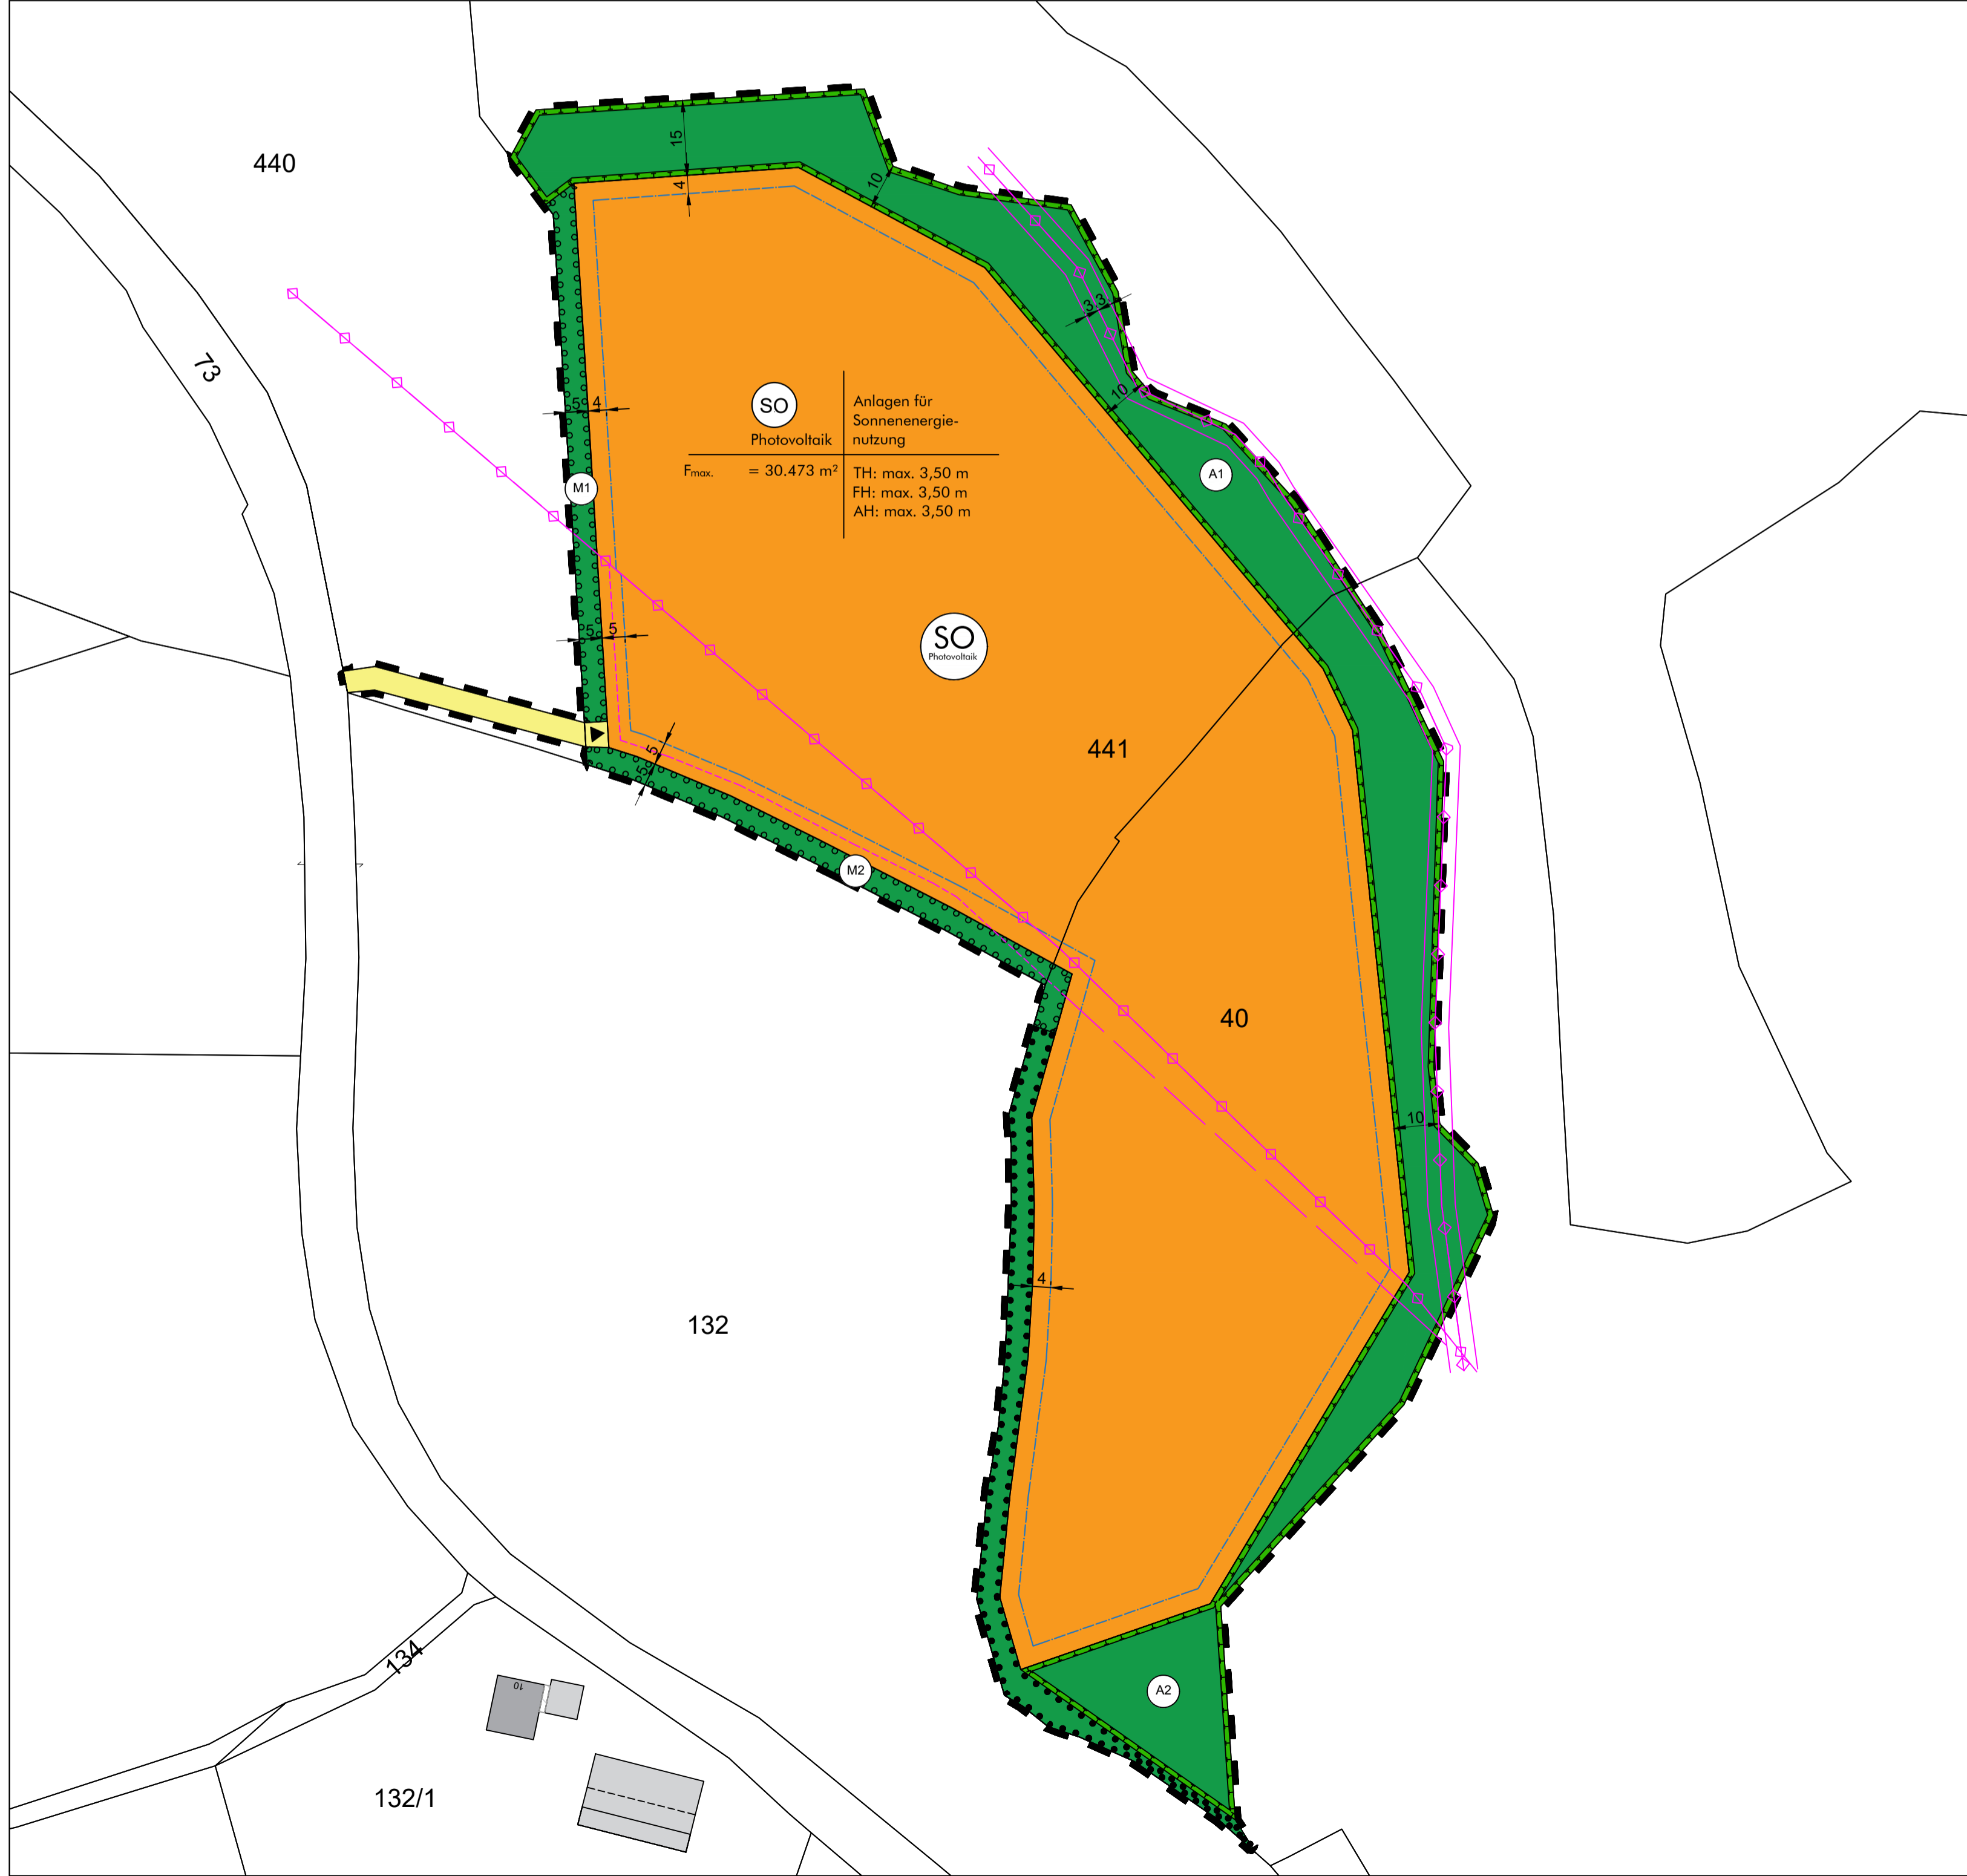 440
15
4
10
73
3
3
SO
Photovoltaik
Anlagen für
Sonnenenergie-
nutzung
Fmax. = 30.473 m²
TH: max. 3,50 m
FH: max. 3,50 m
AH: max. 3,50 m
5
4
10
M1
A1
5
5
SO
Photovoltaik
441
5
5
M2
40
10
4
132
134
10
A2
132/1